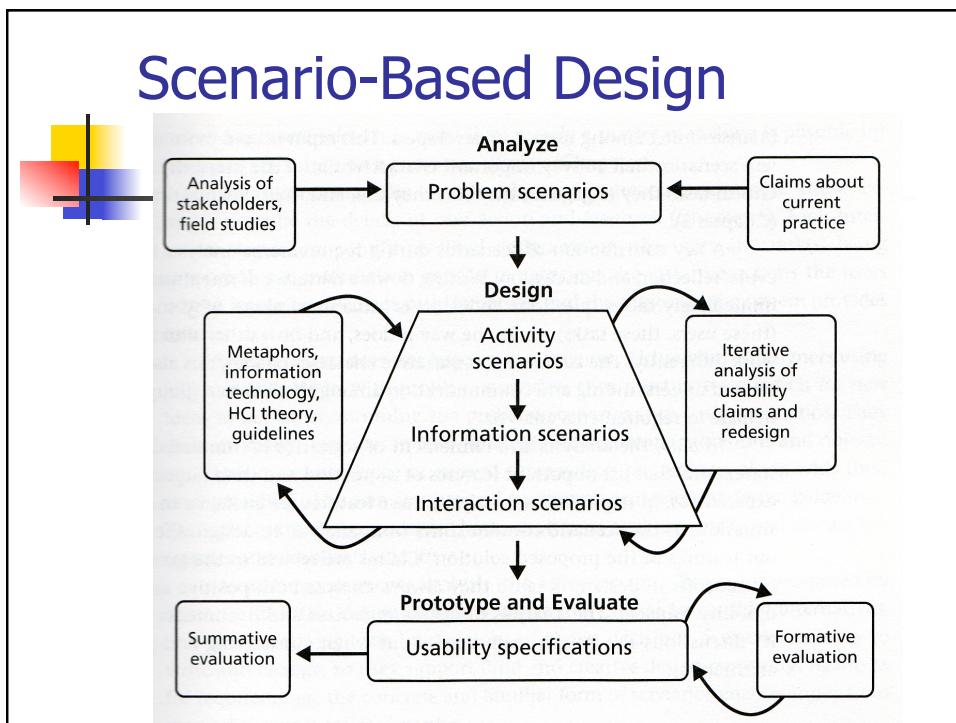 Scenario-Based Design
Analyze
Analysis of
stakeholders,
field studies
Problem scenarios
Claims about
current
practice
Design
Metaphors,
information
technology,
HCI theory,
guidelines
Activity
scenarios
Information scenarios
Interaction scenarios
Iterative
analysis of
usability
claims and
redesign
Prototype and Evaluate
Summative
evaluation
Usability specifications
Formative
evaluation